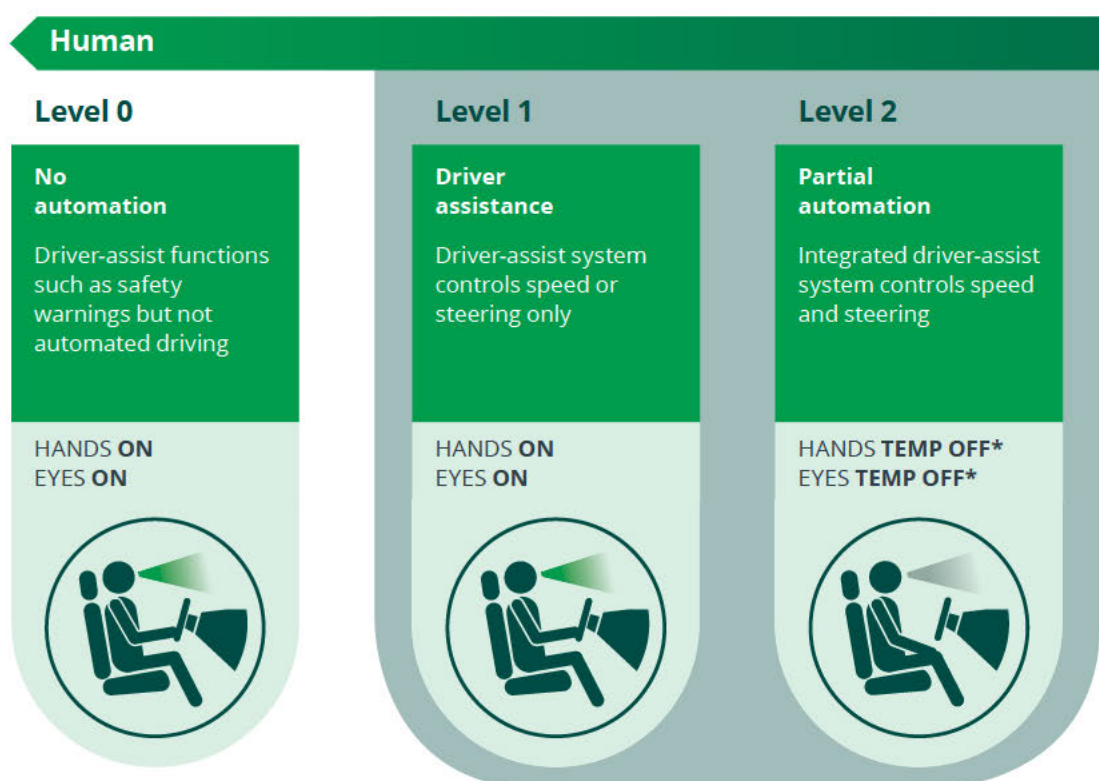 Human
Level 0
No
automation
Driver-assist functions
such as safety
warnings but not
automated driving
HANDS ON
EYES ON
Level 1
Driver
assistance
Driver-assist system
controls speed or
steering only
HANDS ON
EYES ON
Level 2
Partial
automation
Integrated driver-assist
system controls speed
and steering
HANDS TEMP OFF*
EYES TEMP OFF*